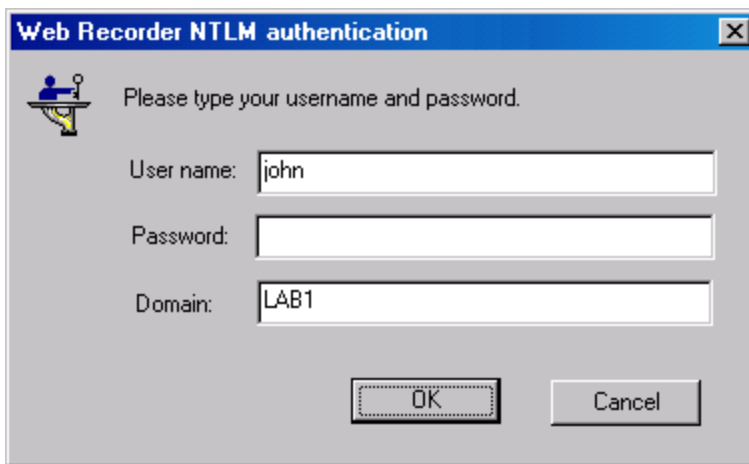 Web Recorder NTLM authentication
Please type your username and password.
User name: john
Password:
Domain: LAB1
OK Cancel